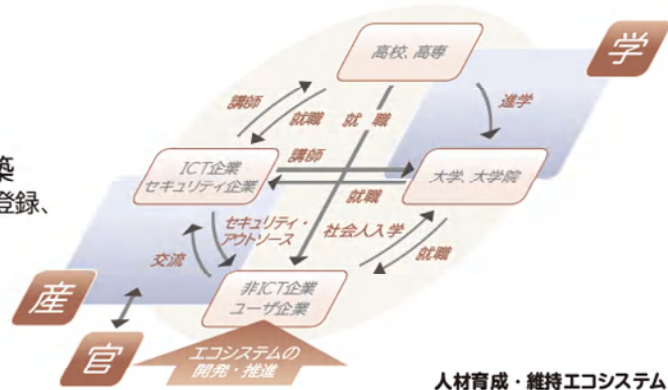 学
高校、高専
講師
就職
就職
進学
築
登録、
ICT企業
セキュリティ企業
講師
就職
大学、大学院
セキュリティ・
アウトソース
社会人入学
就職
交流
産
官
非ICT企業
ユーザ企業
エコシステムの
開発・推進
人材育成・維持エコシステム